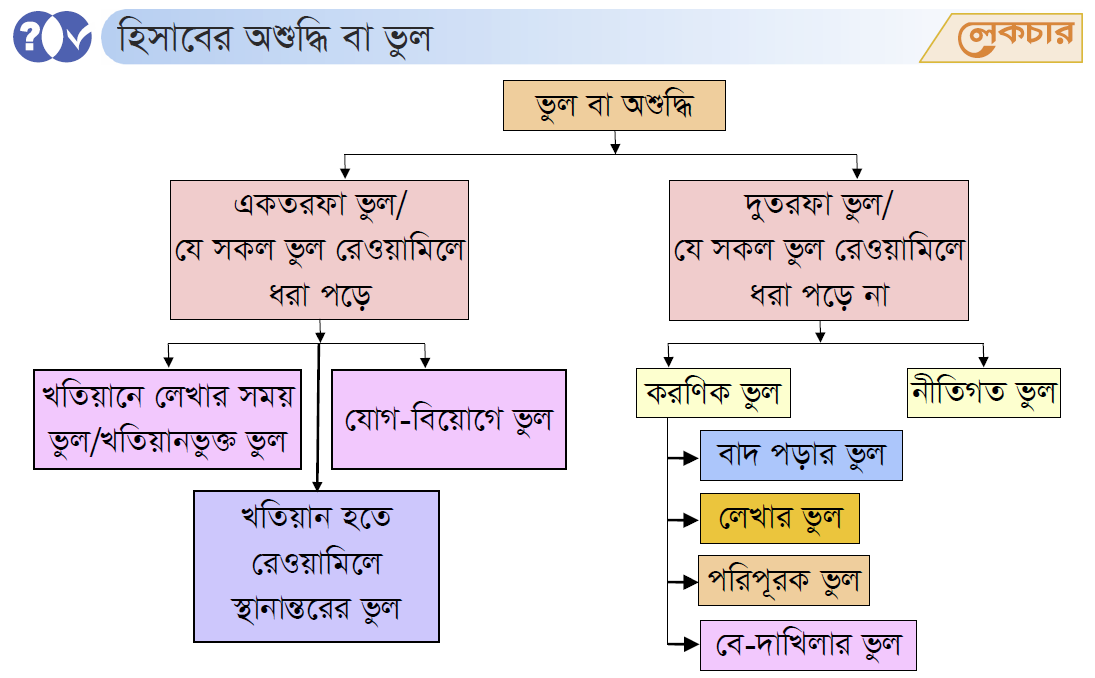 হিসাবের অশুদ্ধি বা ভুল
লেকচার
ভুল বা অশুদ্ধি
একতরফা ভুল/
যে সকল ভুল রেওয়ামিলে
ধরা পড়ে
দুতরফা ভুল/
যে সকল ভুল রেওয়ামিলে
ধরা পড়ে না
খতিয়ানে লেখার সময়
ভুল/খতিয়ানভুক্ত ভুল
যোগ-বিয়োগে ভুল
খতিয়ান হতে
রেওয়ামিলে
স্থানান্তরের ভুল
করণিক ভুল
নীতিগত ভুল
বাদ পড়ার ভুল
লেখার ভুল
পরিপূরক ভুল
বে-দাখিলার ভুল